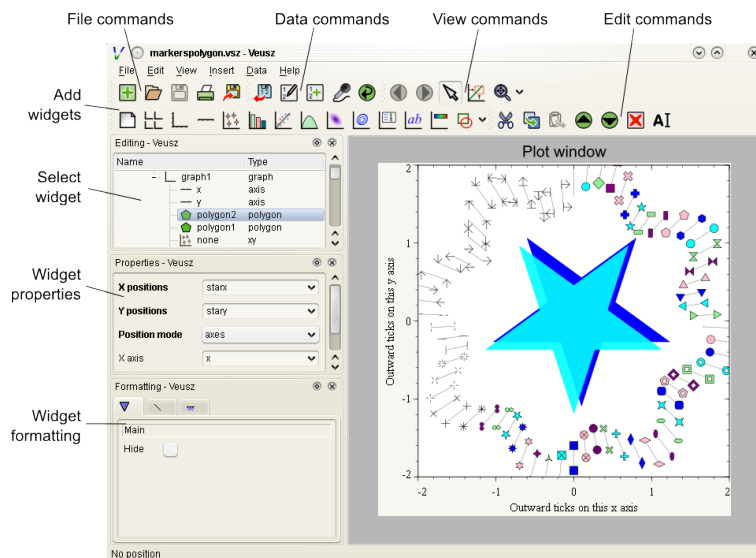 File commands
Data commands
View commands
Edit commands
markerspolygon.vsz - Veusz
File Edit View Insert Data Help
Add
widgets
ab
AI
Editing - Veusz
Plot window
Name Type
graph1 graph
x axis
y axis
polygon2 polygon
polygon1 polygon
none xy
Select
widget
Properties - Veusz
Widget
properties
X positions starx
Y positions stary
Position mode axes
X axis x
Formatting - Veusz
Widget
formatting
Main
Hide
Outward ticks on this y axis
2
1
0
-1
-2
-2 -1 0 1 2
Outward ticks on this x axis
No position